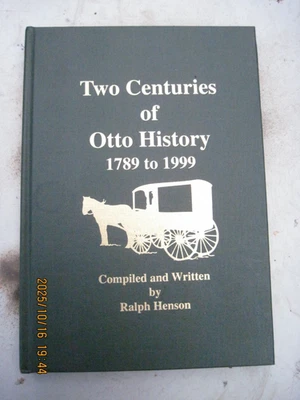 Two Centuries
of
Otto History
1789 to 1999
Compiled and Written
by
Ralph Henson
2025/10/16 19:44